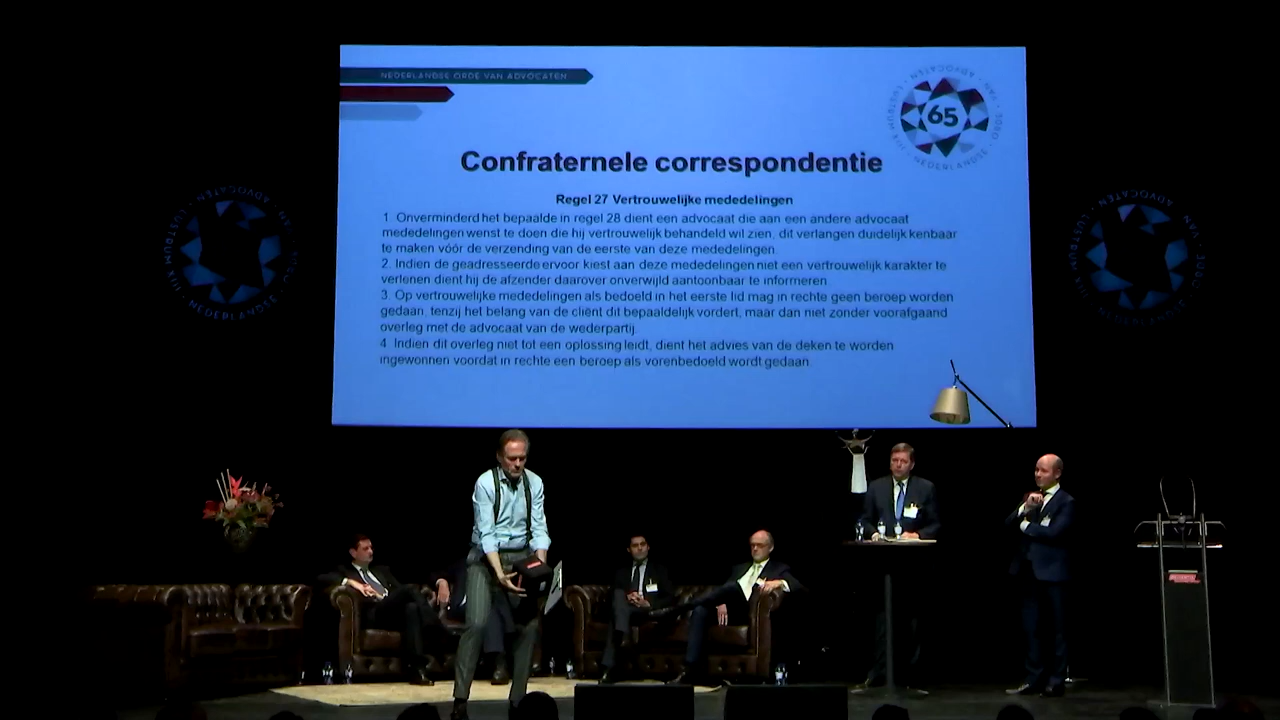 NEDERLANDSE ORDE VAN ADVOCATEN
65
LUSTRUM XIII • NEDERLANDSE • ORDE • VAN • ADVOCATEN
Confraternele correspondentie
Regel 27 Vertrouwelijke mededelingen
1. Onverminderd het bepaalde in regel 28 dient een advocaat die aan een andere advocaat
mededelingen wenst te doen die hij vertrouwelijk behandeld wil zien, dit verlangen duidelijk kenbaar
te maken vóór de verzending van de eerste van deze mededelingen.
2. Indien de geadresseerde ervoor kiest aan deze mededelingen niet een vertrouwelijk karakter te
verlenen dient hij de afzender daarover onverwijld aantoonbaar te informeren.
3. Op vertrouwelijke mededelingen als bedoeld in het eerste lid mag in rechte geen beroep worden
gedaan, tenzij het belang van de cliënt dit bepaaldelijk vordert, maar dan niet zonder voorafgaand
overleg met de advocaat van de wederpartij.
4. Indien dit overleg niet tot een oplossing leidt, dient het advies van de deken te worden
ingewonnen voordat in rechte een beroep als vorenbedoeld wordt gedaan.